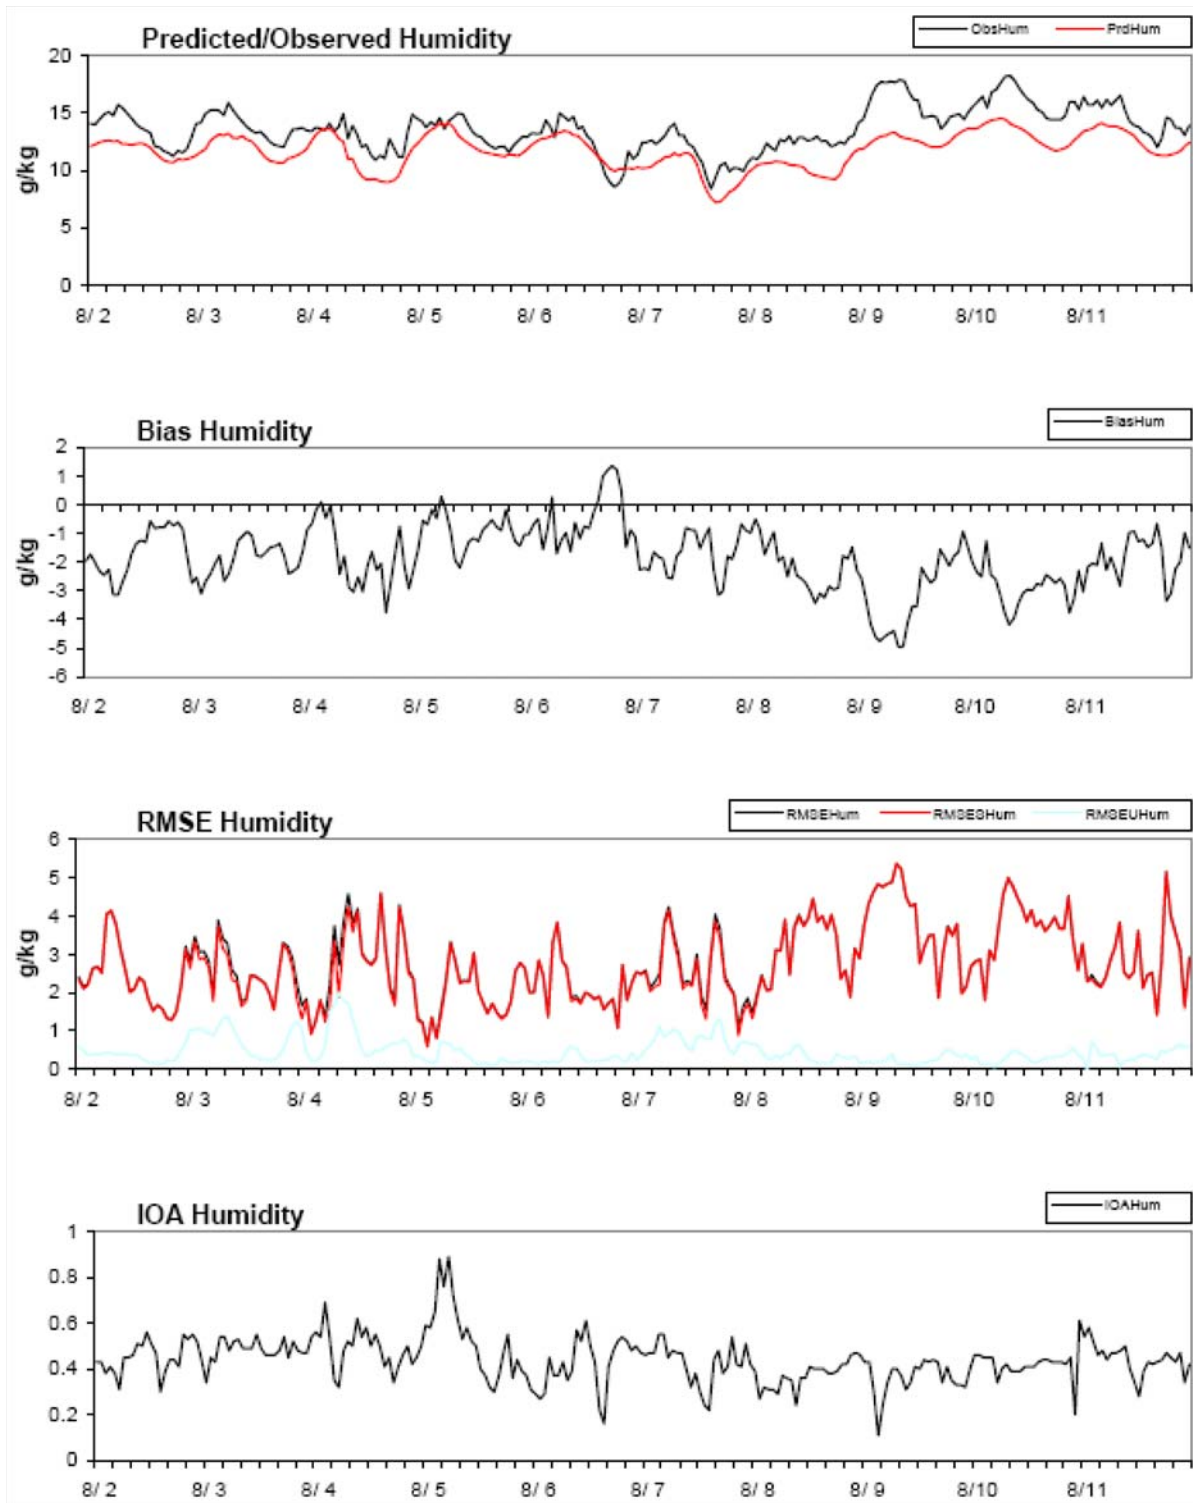 Predicted/Observed Humidity
ObsHum PrdHum
20
15
10
5
0
g/kg
8/ 2 8/ 3 8/ 4 8/ 5 8/ 6 8/ 7 8/ 8 8/ 9 8/10 8/11
Bias Humidity
BiasHum
2
1
0
-1
-2
-3
-4
-5
-6
g/kg
8/ 2 8/ 3 8/ 4 8/ 5 8/ 6 8/ 7 8/ 8 8/ 9 8/10 8/11
RMSE Humidity
RMSEHum RMSESHum RMSEUHum
6
5
4
3
2
1
0
g/kg
8/ 2 8/ 3 8/ 4 8/ 5 8/ 6 8/ 7 8/ 8 8/ 9 8/10 8/11
IOA Humidity
IOAHum
1
0.8
0.6
0.4
0.2
0
8/ 2 8/ 3 8/ 4 8/ 5 8/ 6 8/ 7 8/ 8 8/ 9 8/10 8/11